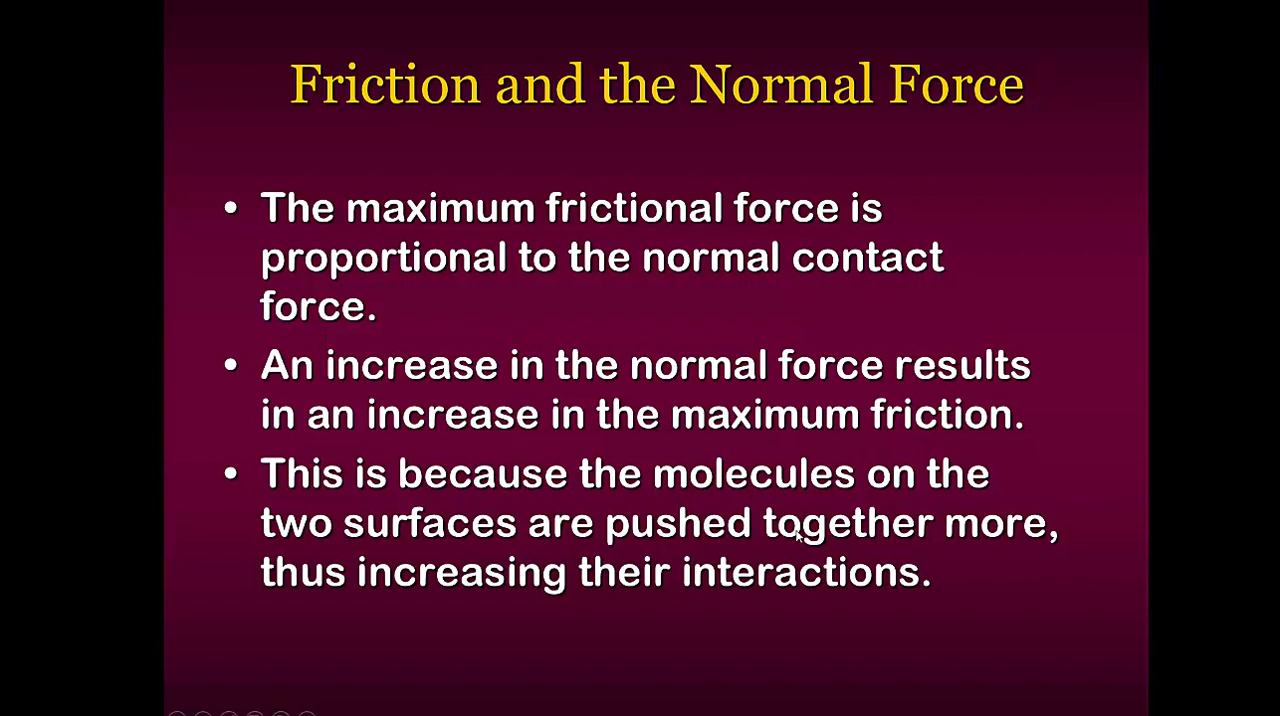 Friction and the Normal Force
• The maximum frictional force is
proportional to the normal contact
force.
• An increase in the normal force results
in an increase in the maximum friction.
• This is because the molecules on the
two surfaces are pushed together more,
thus increasing their interactions.